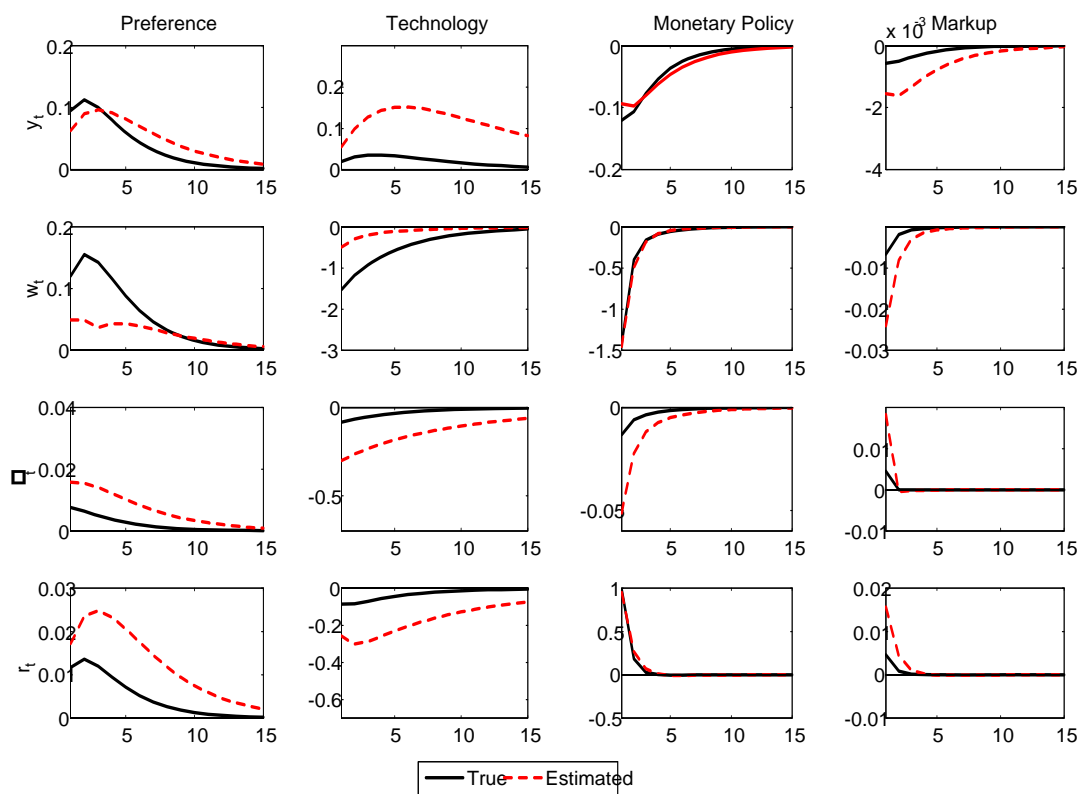 Preference Technology Monetary Policy Markup
x 10⁻³
0.2 0.1 0 y_t 5 10 15
0.2 0.1 0 5 10 15
0 -0.1 -0.2 5 10 15
0 -2 -4 5 10 15
0.2 0.1 0 w_t 5 10 15
0 -1 -2 -3 5 10 15
0 -0.5 -1 -1.5 5 10 15
-0.01 -0.02 -0.03 5 10 15
0.04 0.02 0 □_t 5 10 15
0 -0.5 5 10 15
0 -0.05 5 10 15
0.01 0 -0.01 5 10 15
0.03 0.02 0.01 0 r_t 5 10 15
0 -0.2 -0.4 -0.6 5 10 15
1 0.5 0 -0.5 5 10 15
0.02 0.01 0 -0.01 5 10 15
True Estimated